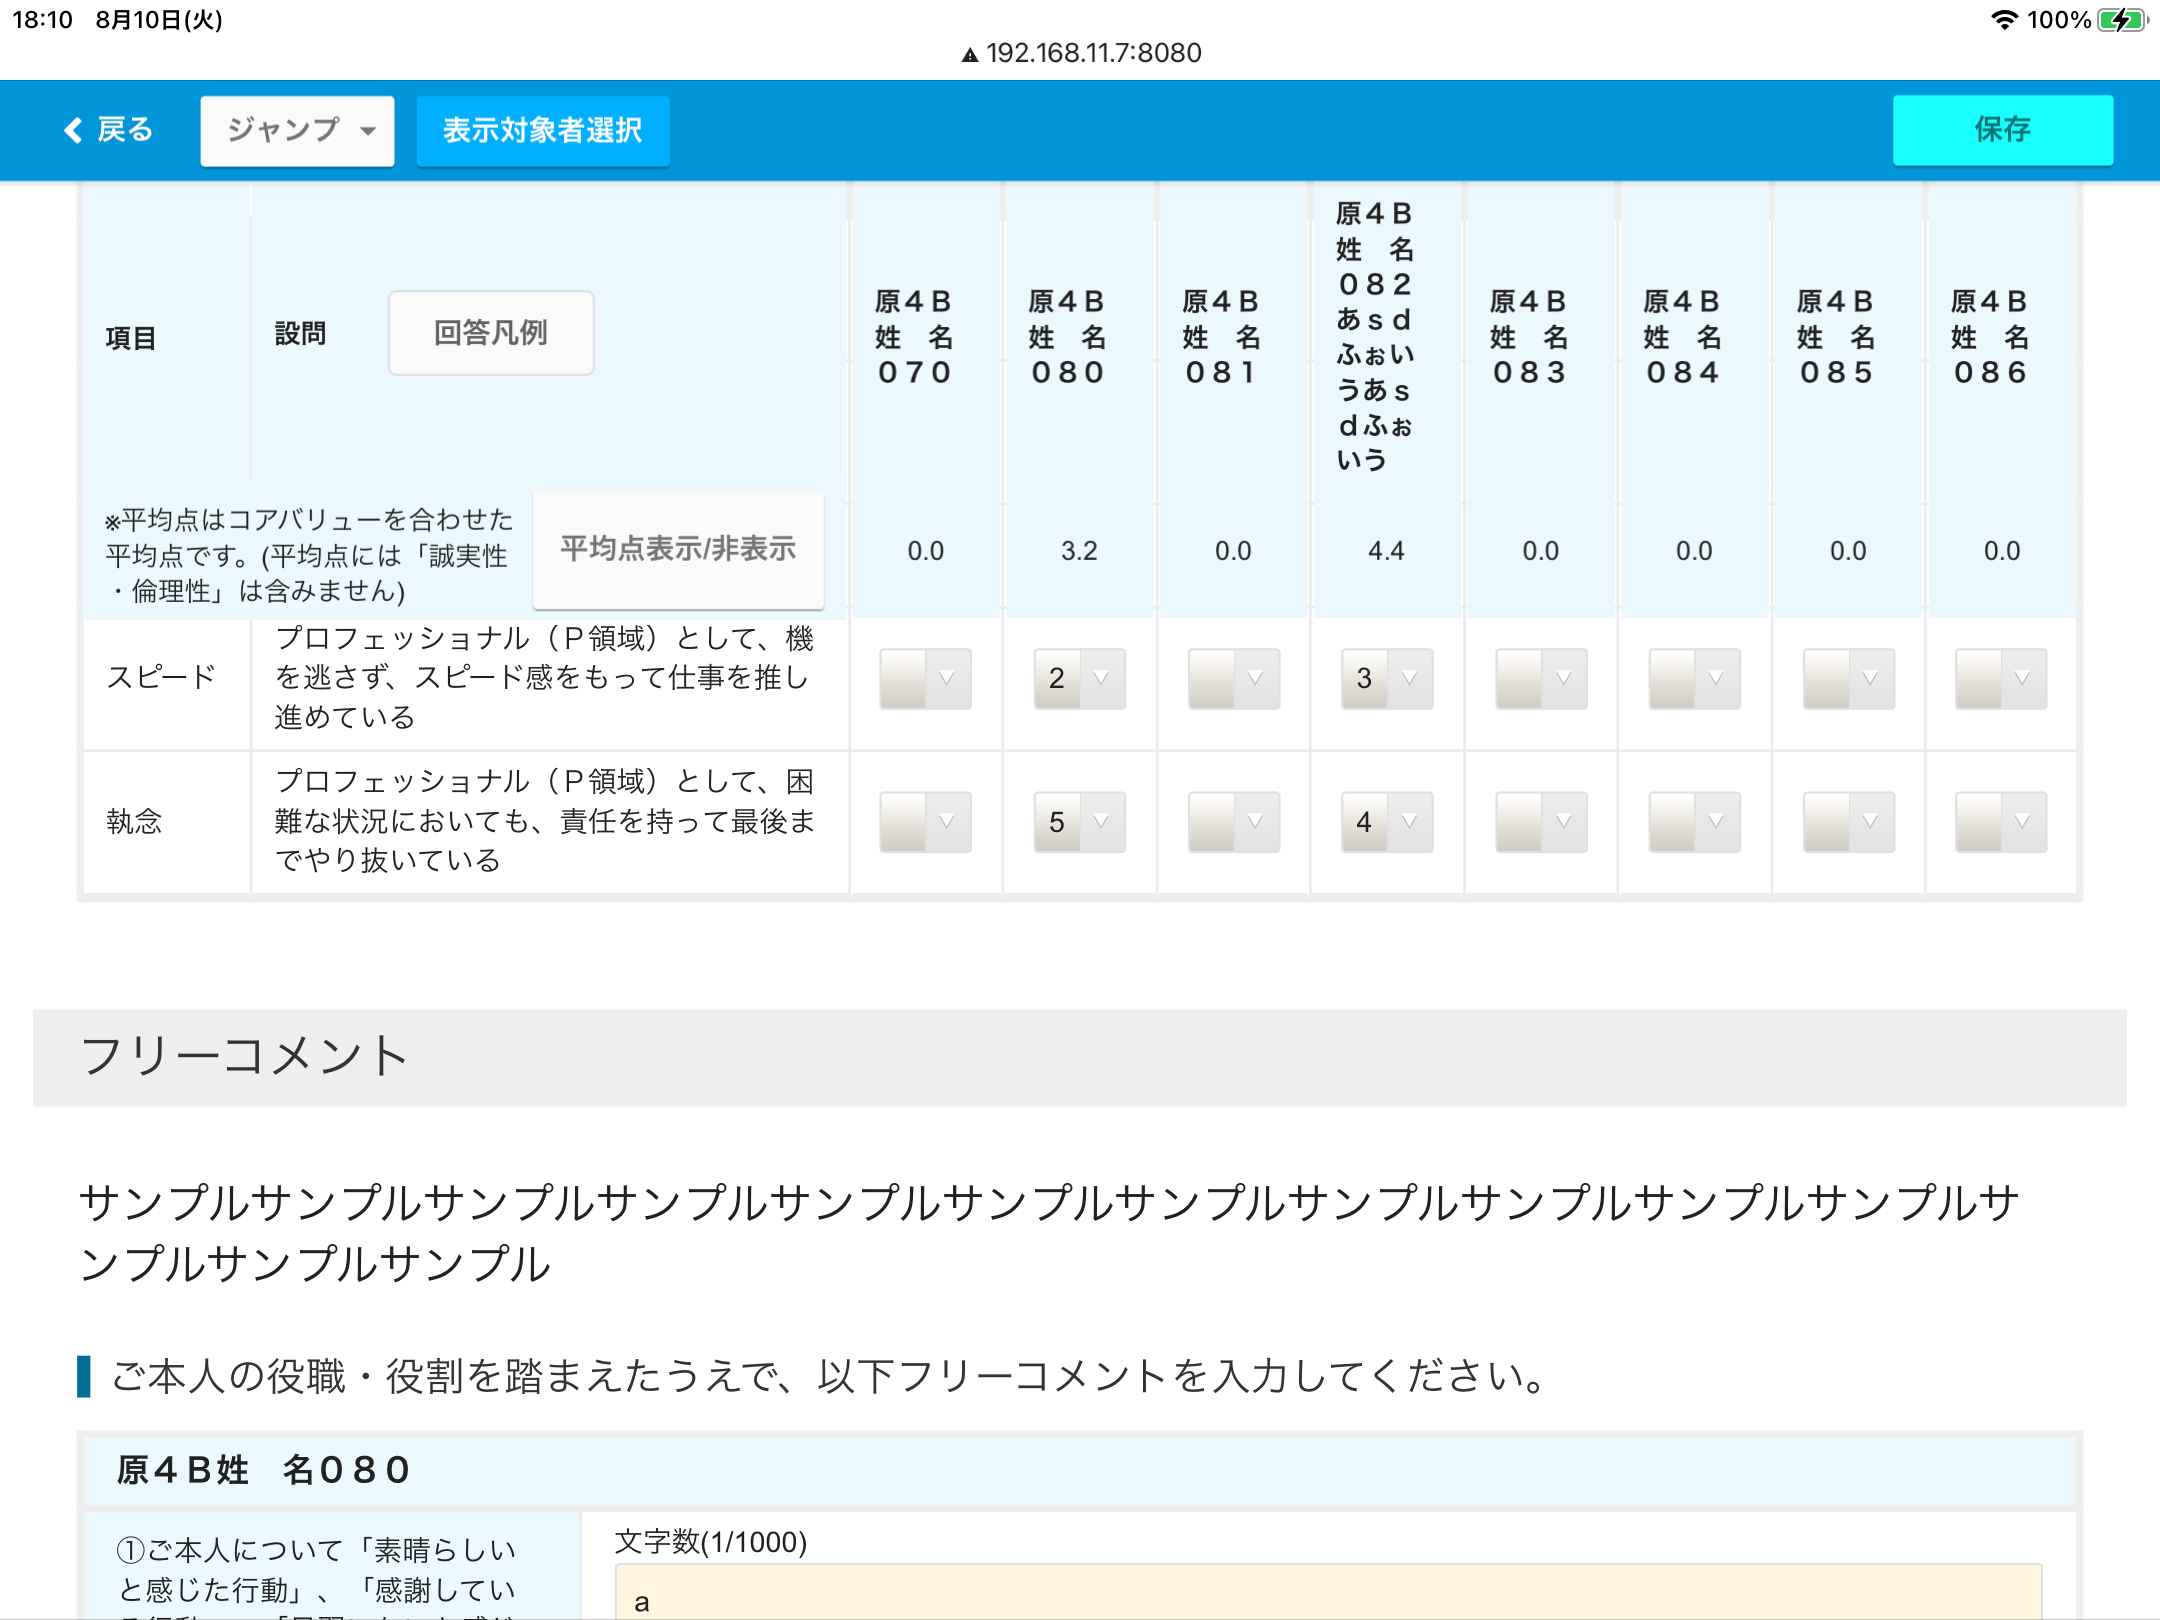 18:10 8月10日(火) 100%
192.168.11.7:8080
戻る ジャンプ 表示対象者選択 保存
項目 設問 回答凡例
原４Ｂ
姓　名
０７０
原４Ｂ
姓　名
０８０
原４Ｂ
姓　名
０８１
原４Ｂ
姓　名
０８２
あｓｄ
ふぉい
うあｓ
ｄふぉ
いう
原４Ｂ
姓　名
０８３
原４Ｂ
姓　名
０８４
原４Ｂ
姓　名
０８５
原４Ｂ
姓　名
０８６
※平均点はコアバリューを合わせた
平均点です。(平均点には「誠実性
・倫理性」は含みません)
平均点表示/非表示
0.0 3.2 0.0 4.4 0.0 0.0 0.0 0.0
スピード
プロフェッショナル（Ｐ領域）として、機
を逃さず、スピード感をもって仕事を推し
進めている
2 3
執念
プロフェッショナル（Ｐ領域）として、困
難な状況においても、責任を持って最後ま
でやり抜いている
5 4
フリーコメント
サンプルサンプルサンプルサンプルサンプルサンプルサンプルサンプルサンプルサンプルサンプルサ
ンプルサンプルサンプル
ご本人の役職・役割を踏まえたうえで、以下フリーコメントを入力してください。
原４Ｂ姓　名０８０
①ご本人について「素晴らしい
と感じた行動」、「感謝してい
文字数(1/1000)
a